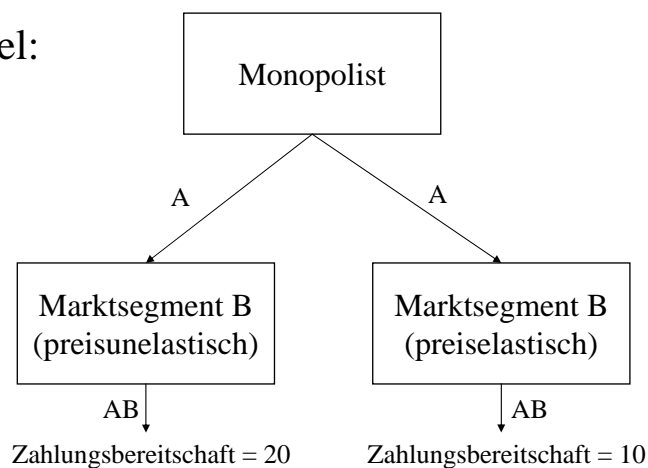 el:
Monopolist
A
A
Marktsegment B
(preisunelastisch)
Marktsegment B
(preiselastisch)
AB
AB
Zahlungsbereitschaft = 20
Zahlungsbereitschaft = 10